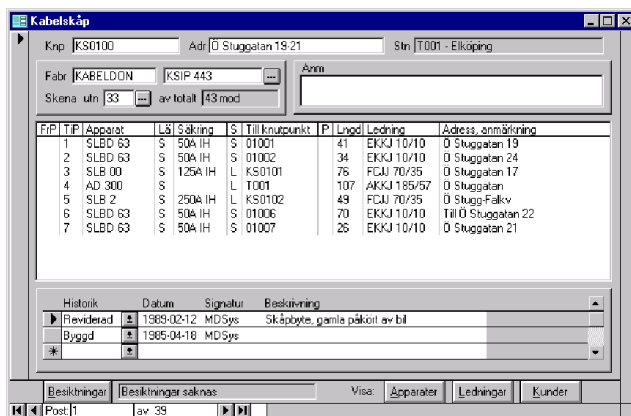 Kabelskåp
Knp KS0100 Adr Ö Stuggatan 19-21 Stn T001 - Elköping
Fabr KABELDON KSIP 443 ... Anm
Skena utn 33 ... av totalt 43 mod
FrP TiP Apparat Lä Säkring S Till knutpunkt P Lngd Ledning Adress, anmärkning
1 SLBD 63 S 50A IH S 01001 41 EKKJ 10/10 Ö Stuggatan 19
2 SLBD 63 S 50A IH S 01002 34 EKKJ 10/10 Ö Stuggatan 24
3 SLB 00 S 125A IH L KS0101 76 FCJJ 70/35 Ö Stuggatan 17
4 AD 300 S L T001 107 AKKJ 185/57 Ö Stuggatan
5 SLB 2 S 250A IH L KS0102 49 FCJJ 70/35 Ö Stugg-Falkv
6 SLBD 63 S 50A IH S 01006 70 EKKJ 10/10 Till Ö Stuggatan 22
7 SLBD 63 S 50A IH S 01007 26 EKKJ 10/10 Ö Stuggatan 21
Historik Datum Signatur Beskrivning
Reviderad 1989-02-12 MDSys Skåpbyte, gamla påkört av bil
Byggd 1985-04-18 MDSys
Besiktningar Besiktningar saknas Visa: Apparater Ledningar Kunder
Post: 1 av 39